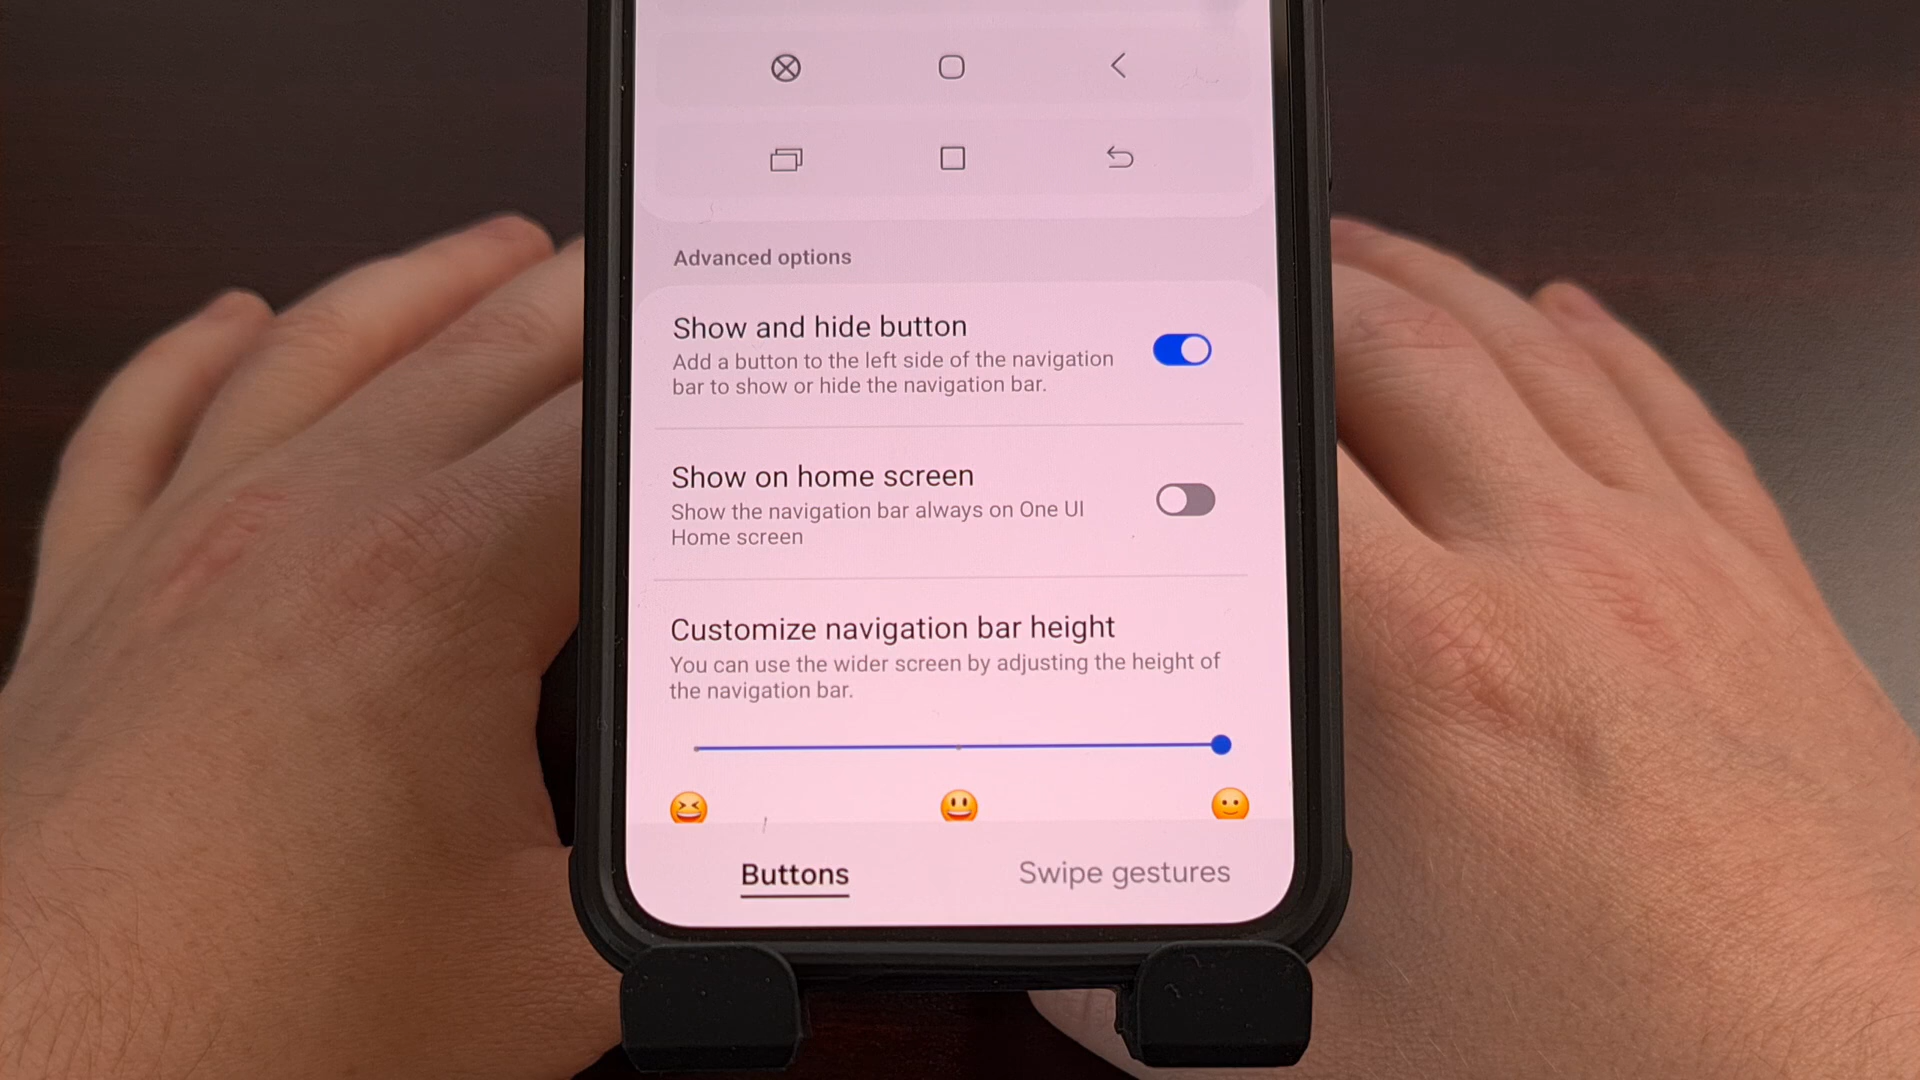 Advanced options
Show and hide button
Add a button to the left side of the navigation
bar to show or hide the navigation bar.
Show on home screen
Show the navigation bar always on One UI
Home screen
Customize navigation bar height
You can use the wider screen by adjusting the height of
the navigation bar.
Buttons
Swipe gestures